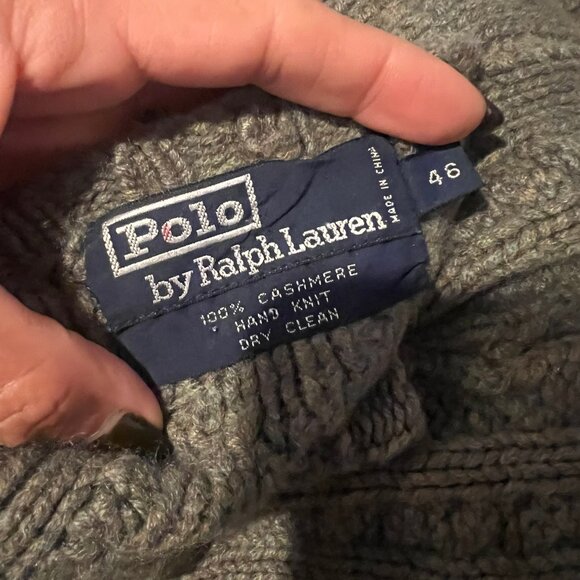 Polo
by Ralph Lauren
MADE IN CHINA
46
100% CASHMERE
HAND KNIT
DRY CLEAN